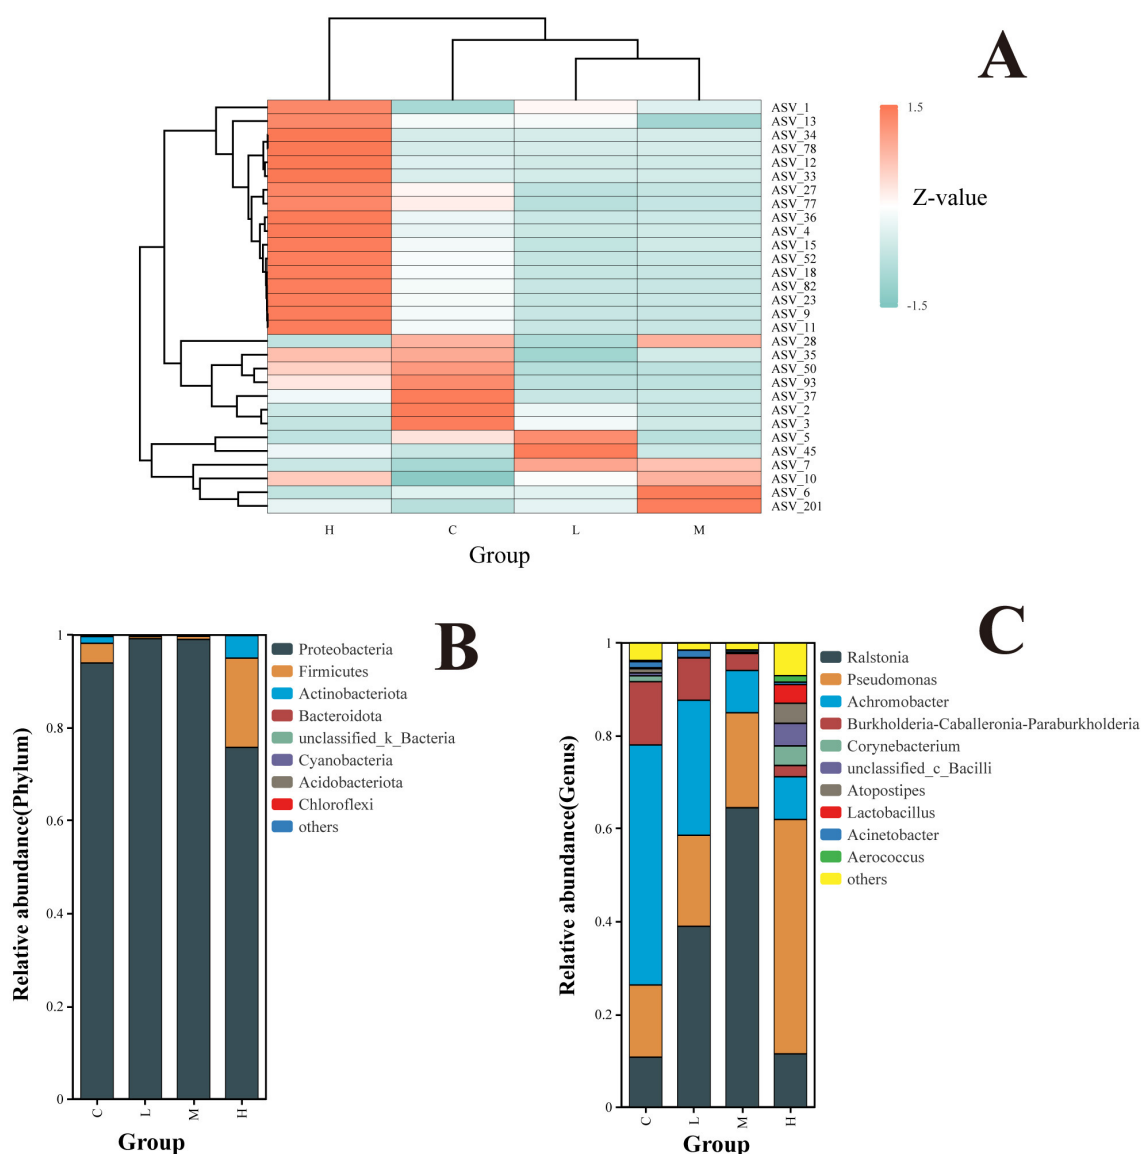 A
ASV_1
ASV_13
ASV_34
ASV_78
ASV_12
ASV_33
ASV_27
ASV_77
ASV_36
ASV_4
ASV_15
ASV_52
ASV_18
ASV_82
ASV_23
ASV_9
ASV_11
ASV_28
ASV_35
ASV_50
ASV_93
ASV_37
ASV_2
ASV_3
ASV_5
ASV_45
ASV_7
ASV_10
ASV_6
ASV_201
1.5
Z-value
-1.5
H C L M
Group
B
Relative abundance(Phylum)
1
0.8
0.6
0.4
0.2
0
C L M H
Group
Proteobacteria
Firmicutes
Actinobacteriota
Bacteroidota
unclassified_k_Bacteria
Cyanobacteria
Acidobacteriota
Chloroflexi
others
C
Relative abundance(Genus)
1
0.8
0.6
0.4
0.2
0
C L M H
Group
Ralstonia
Pseudomonas
Achromobacter
Burkholderia-Caballeronia-Paraburkholderia
Corynebacterium
unclassified_c_Bacilli
Atopostipes
Lactobacillus
Acinetobacter
Aerococcus
others